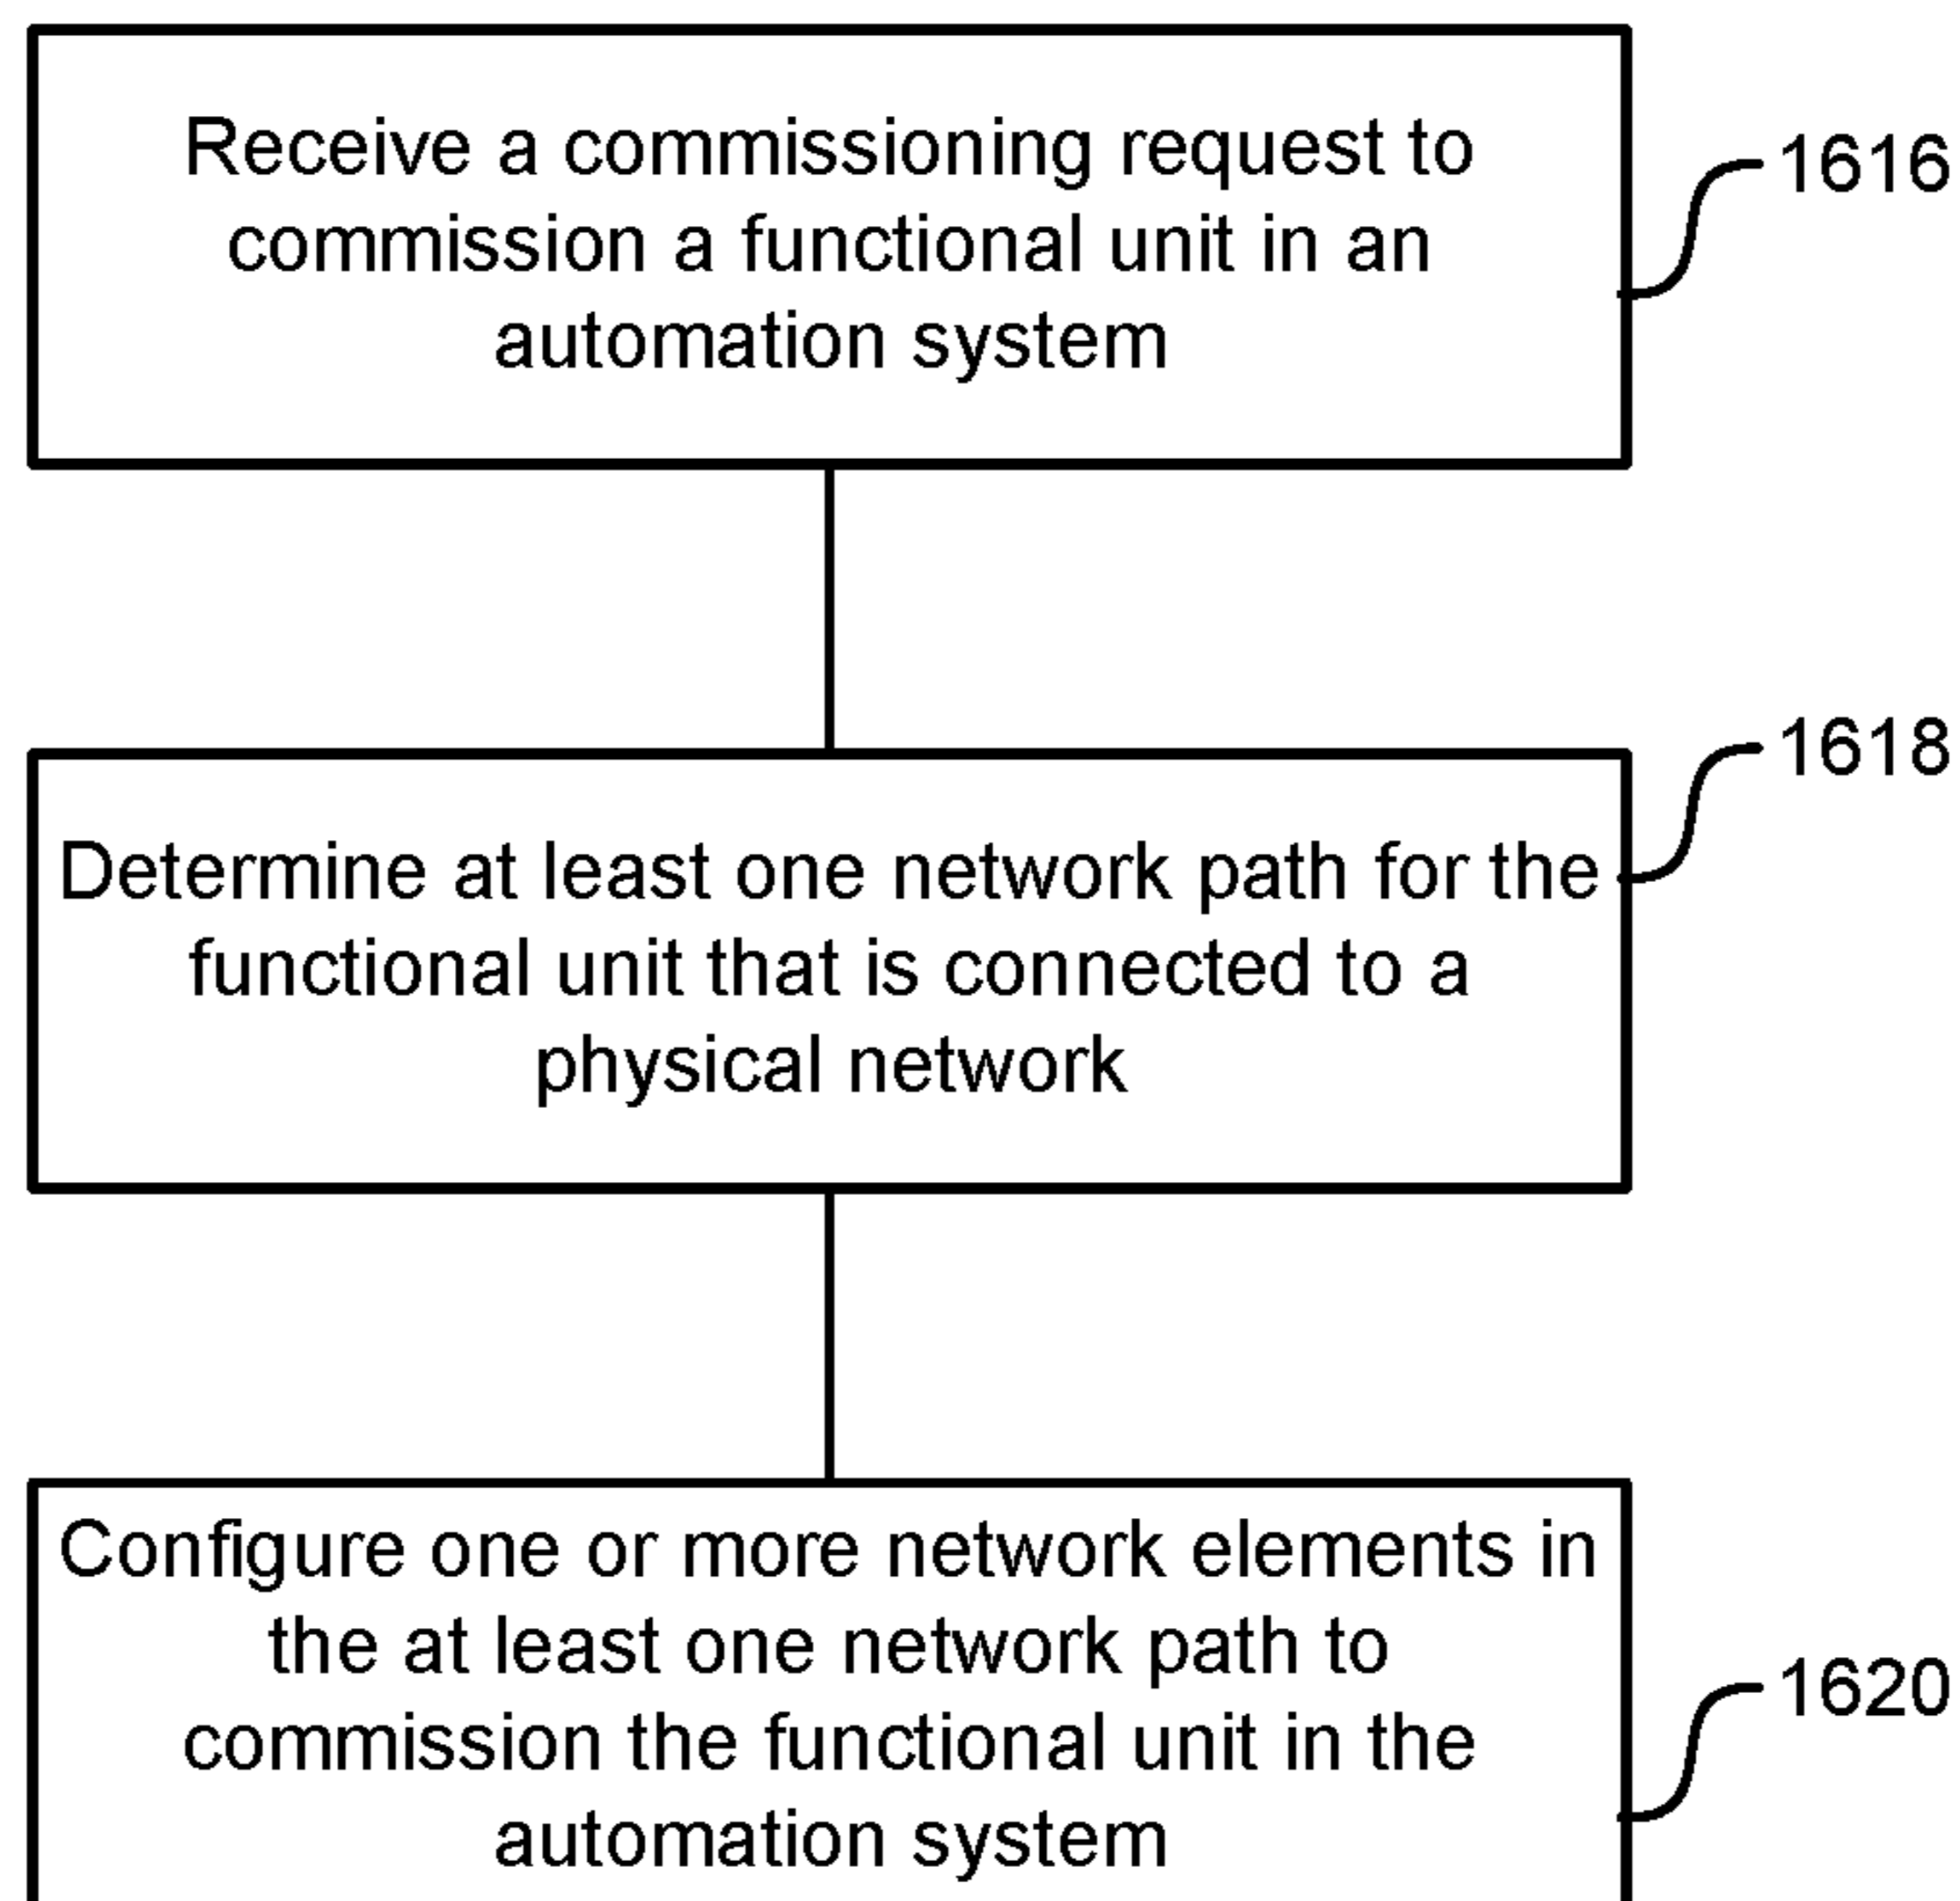 Receive a commissioning request to
commission a functional unit in an
automation system
1616
Determine at least one network path for the
functional unit that is connected to a
physical network
1618
Configure one or more network elements in
the at least one network path to
commission the functional unit in the
automation system
1620